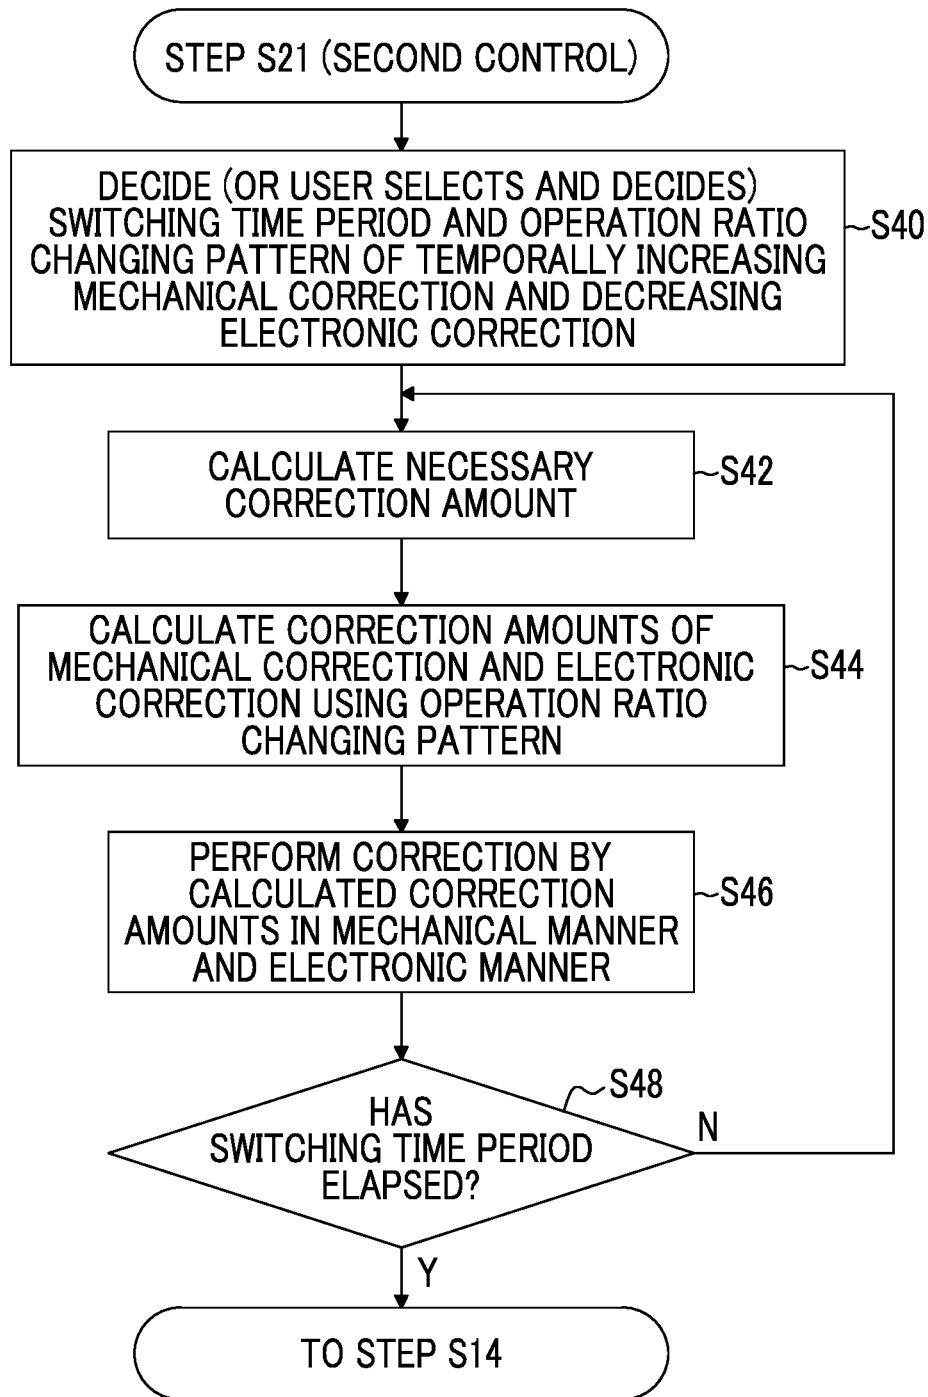 STEP S21 (SECOND CONTROL)
DECIDE (OR USER SELECTS AND DECIDES)
SWITCHING TIME PERIOD AND OPERATION RATIO
CHANGING PATTERN OF TEMPORALLY INCREASING
MECHANICAL CORRECTION AND DECREASING
ELECTRONIC CORRECTION
S40
CALCULATE NECESSARY
CORRECTION AMOUNT
S42
CALCULATE CORRECTION AMOUNTS OF
MECHANICAL CORRECTION AND ELECTRONIC
CORRECTION USING OPERATION RATIO
CHANGING PATTERN
S44
PERFORM CORRECTION BY
CALCULATED CORRECTION
AMOUNTS IN MECHANICAL MANNER
AND ELECTRONIC MANNER
S46
HAS
SWITCHING TIME PERIOD
ELAPSED?
S48
N
Y
TO STEP S14